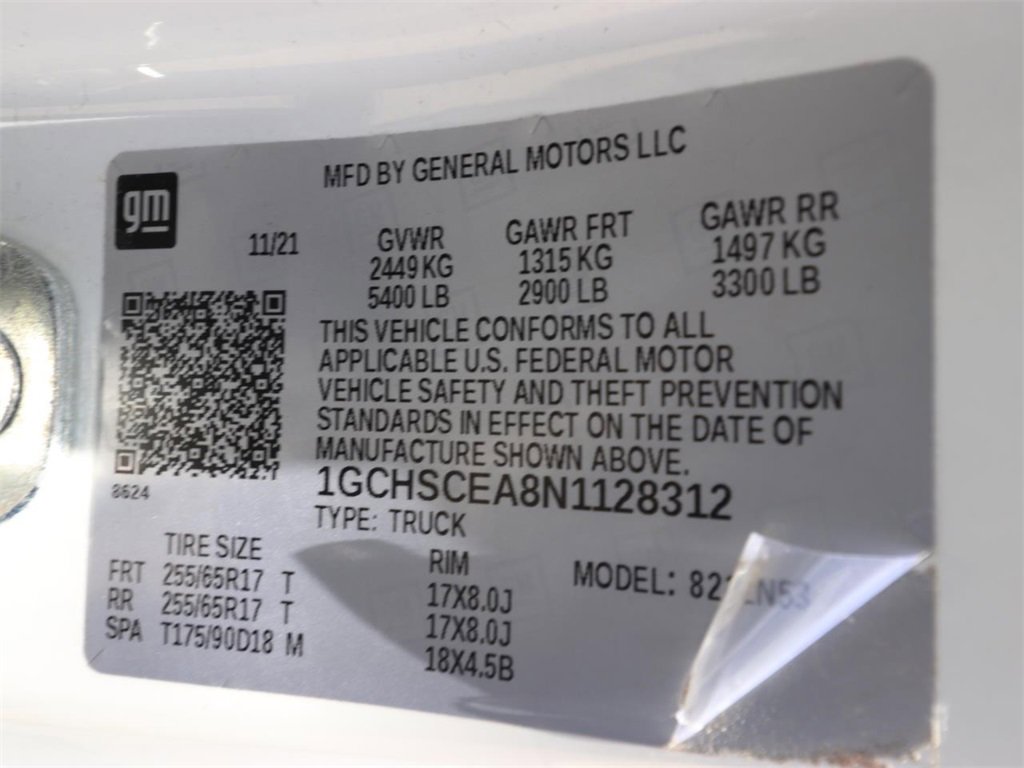 MFD BY GENERAL MOTORS LLC
gm
11/21 GVWR GAWR FRT GAWR RR
2449 KG 1315 KG 1497 KG
5400 LB 2900 LB 3300 LB
THIS VEHICLE CONFORMS TO ALL
APPLICABLE U.S. FEDERAL MOTOR
VEHICLE SAFETY AND THEFT PREVENTION
STANDARDS IN EFFECT ON THE DATE OF
MANUFACTURE SHOWN ABOVE.
8624
1GCHSCEA8N1128312
TYPE: TRUCK
TIRE SIZE RIM MODEL:
FRT 255/65R17 T 17X8.0J
RR 255/65R17 T 17X8.0J
SPA T175/90D18 M 18X4.5B